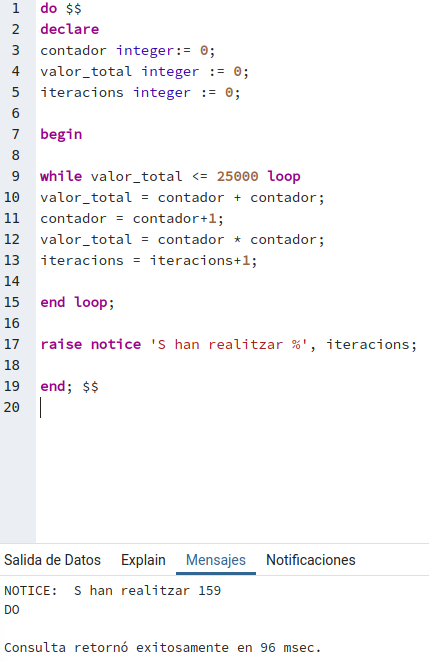 1 do $$
2 declare
3 contador integer:= 0;
4 valor_total integer := 0;
5 iteracions integer := 0;
6
7 begin
8
9 while valor_total <= 25000 loop
10 valor_total = contador + contador;
11 contador = contador+1;
12 valor_total = contador * contador;
13 iteracions = iteracions+1;
14
15 end loop;
16
17 raise notice 'S han realitzar %', iteracions;
18
19 end; $$
20
Salida de Datos Explain Mensajes Notificaciones
NOTICE:  S han realitzar 159
DO
Consulta retornó exitosamente en 96 msec.